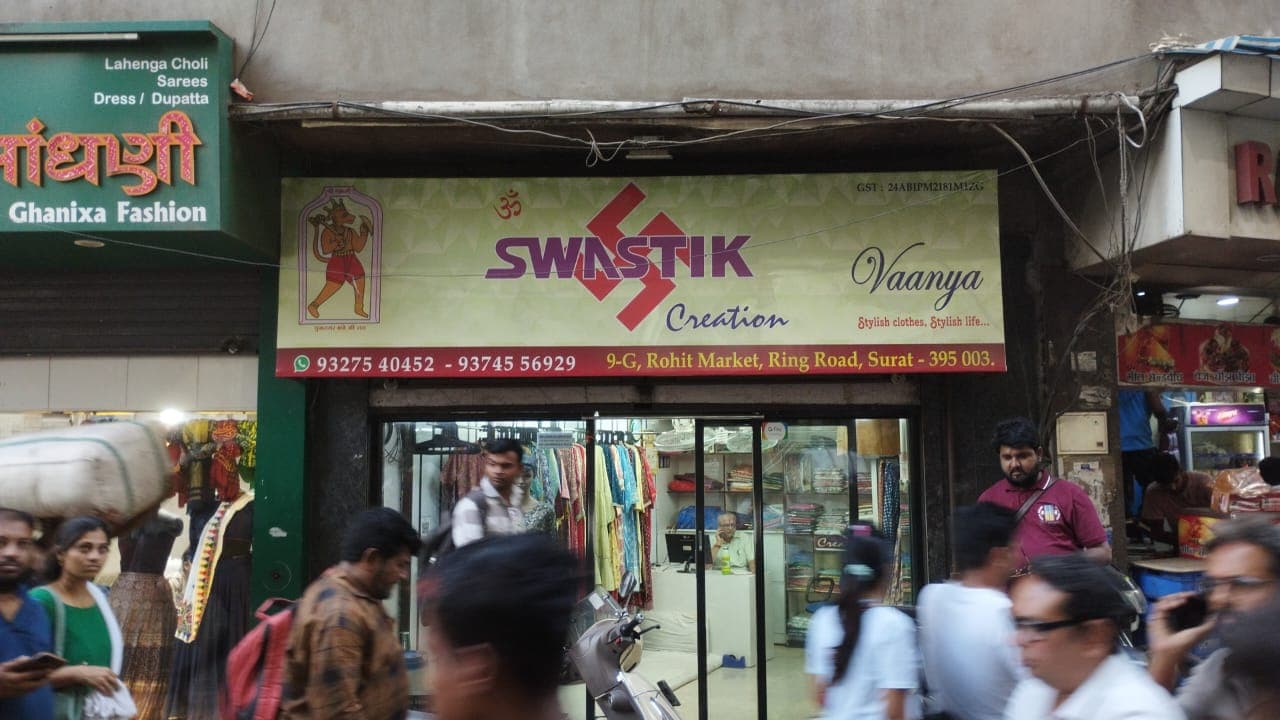 Lahenga Choli
Sarees
Dress / Dupatta
बांधणी
Ghanixa Fashion
GST : 24ABIPM2181M1ZG
ॐ
SWASTIK
Creation
Vaanya
Stylish clothes, Stylish life...
93275 40452 - 93745 56929
9-G, Rohit Market, Ring Road, Surat - 395 003.